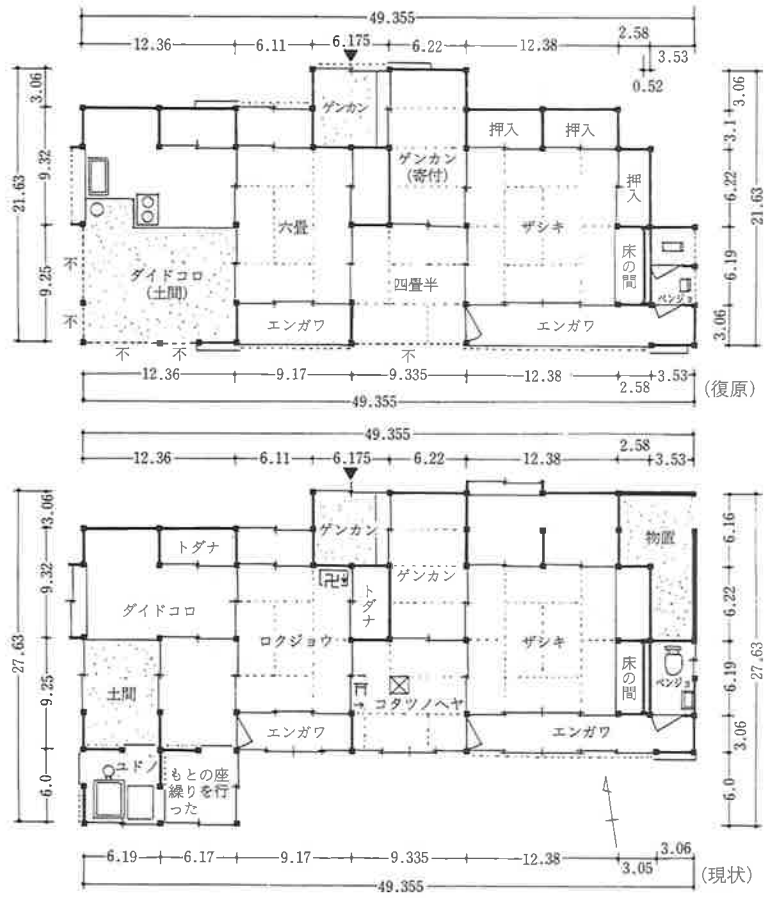 49.355
2.58
12.36
6.11
6.175
6.22
12.38
3.53
0.52
3.06
9.32
21.63
9.25
3.06
3.1
6.22
21.63
6.19
3.06
ゲンカン
押入
押入
ゲンカン
(寄付)
押入
六畳
ザシキ
床の間
ダイドコロ
(土間)
四畳半
ベンジョ
不
不
エンガワ
エンガワ
不
不
不
12.36
9.17
9.335
12.38
3.53
2.58
(復原)
49.355
49.355
2.58
12.36
6.11
6.175
6.22
12.38
3.53
3.06
9.32
27.63
9.25
6.0
6.16
6.22
27.63
6.19
3.06
6.0
ゲンカン
物置
トダナ
卍
トダナ
ゲンカン
ダイドコロ
ロクジョウ
ザシキ
土間
コタツノヘヤ
床の間
ベンジョ
エンガワ
エンガワ
ユドノ
もとの座
繰りを行
った
6.19
6.17
9.17
9.335
12.38
3.06
3.05
(現状)
49.355